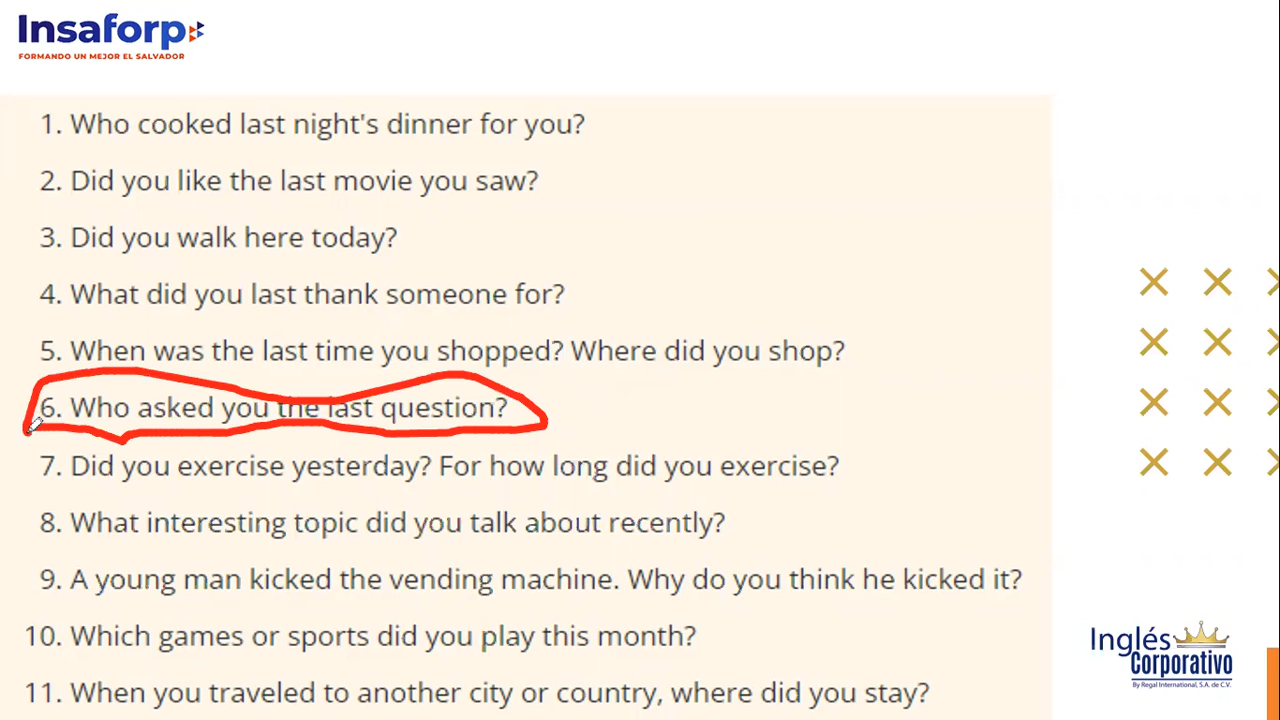 Insaforp
FORMANDO UN MEJOR EL SALVADOR
1. Who cooked last night's dinner for you?
2. Did you like the last movie you saw?
3. Did you walk here today?
4. What did you last thank someone for?
5. When was the last time you shopped? Where did you shop?
6. Who asked you the last question?
7. Did you exercise yesterday? For how long did you exercise?
8. What interesting topic did you talk about recently?
9. A young man kicked the vending machine. Why do you think he kicked it?
10. Which games or sports did you play this month?
11. When you traveled to another city or country, where did you stay?
Inglés
Corporativo
By Regal International, S.A. de C.V.